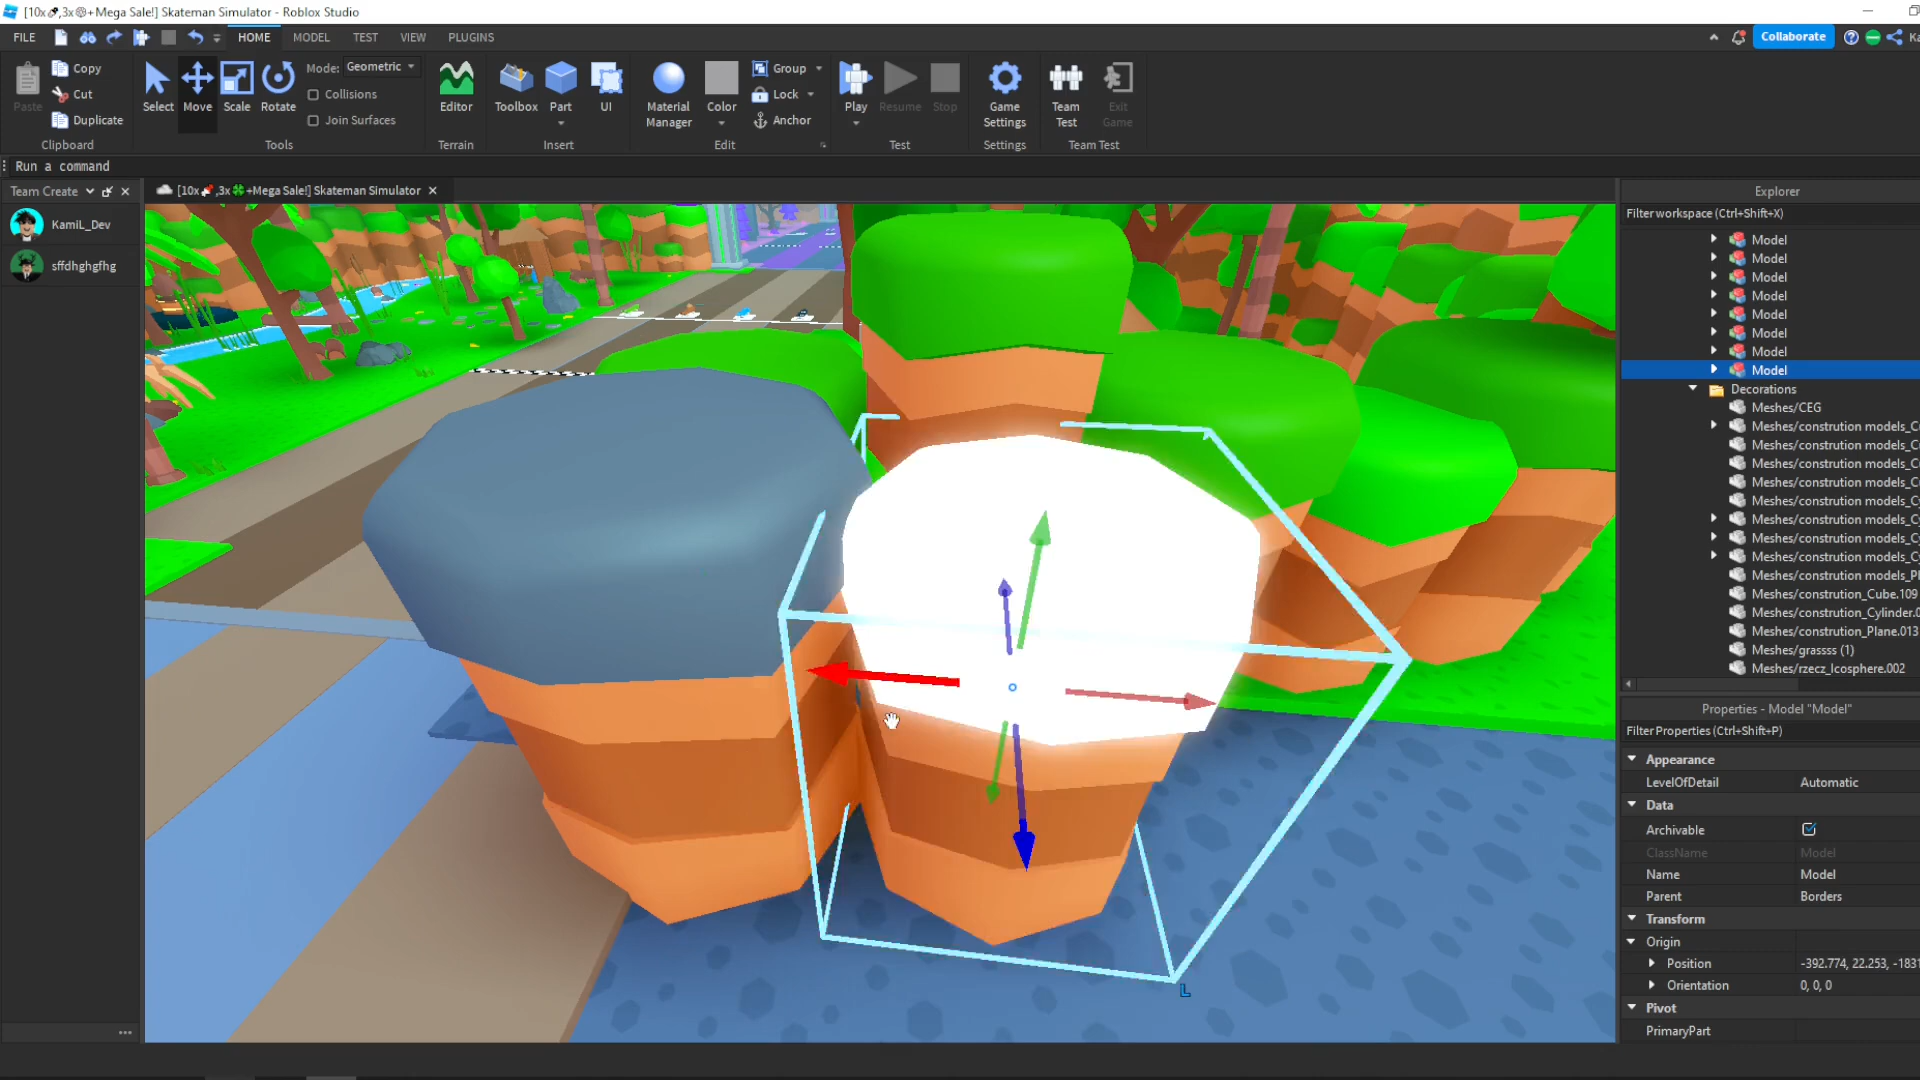 [10x🚀,3x🍀+Mega Sale!] Skateman Simulator - Roblox Studio
FILE HOME MODEL TEST VIEW PLUGINS Collaborate
Copy Mode: Geometric Group
Cut Collisions Lock
Duplicate Join Surfaces Anchor
Paste Select Move Scale Rotate Editor Toolbox Part UI Material Manager Color Play Resume Stop Game Settings Team Test Exit Game
Clipboard Tools Terrain Insert Edit Test Settings Team Test
Run a command
Team Create
[10x🚀,3x🍀+Mega Sale!] Skateman Simulator
KamiL_Dev
sffdhghgfhg
L
Explorer
Filter workspace (Ctrl+Shift+X)
Model
Model
Model
Model
Model
Model
Model
Model
Decorations
Meshes/CEG
Meshes/constrution models_C
Meshes/constrution models_C
Meshes/constrution models_C
Meshes/constrution models_C
Meshes/constrution models_C
Meshes/constrution models_C
Meshes/constrution models_C
Meshes/constrution models_C
Meshes/constrution models_Pl
Meshes/constrution_Cube.109
Meshes/constrution_Cylinder.0
Meshes/constrution_Plane.013
Meshes/grassss (1)
Meshes/rzecz_Icosphere.002
Properties - Model "Model"
Filter Properties (Ctrl+Shift+P)
Appearance
LevelOfDetail Automatic
Data
Archivable
ClassName Model
Name Model
Parent Borders
Transform
Origin
Position -392.774, 22.253, -1831
Orientation 0, 0, 0
Pivot
PrimaryPart